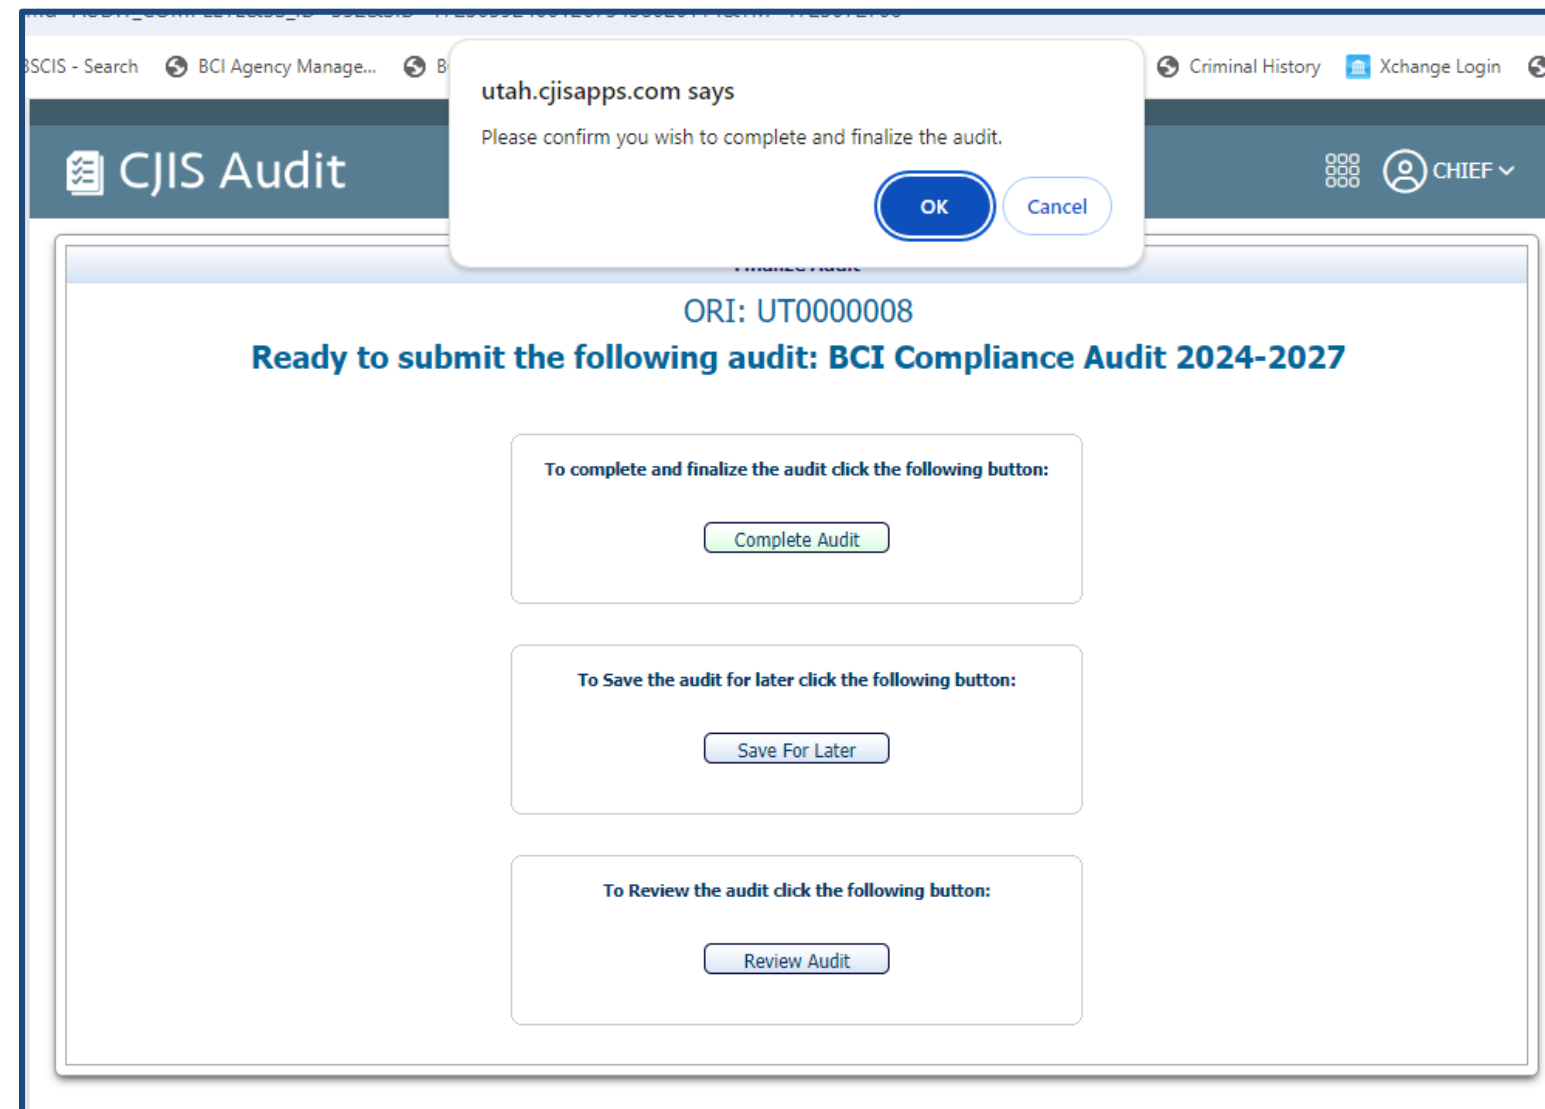 BSCIS - Search BCI Agency Manage... B Criminal History Xchange Login
utah.cjisapps.com says
Please confirm you wish to complete and finalize the audit.
OK Cancel
CJIS Audit CHIEF
Finalize Audit
ORI: UT0000008
Ready to submit the following audit: BCI Compliance Audit 2024-2027
To complete and finalize the audit click the following button:
Complete Audit
To Save the audit for later click the following button:
Save For Later
To Review the audit click the following button:
Review Audit